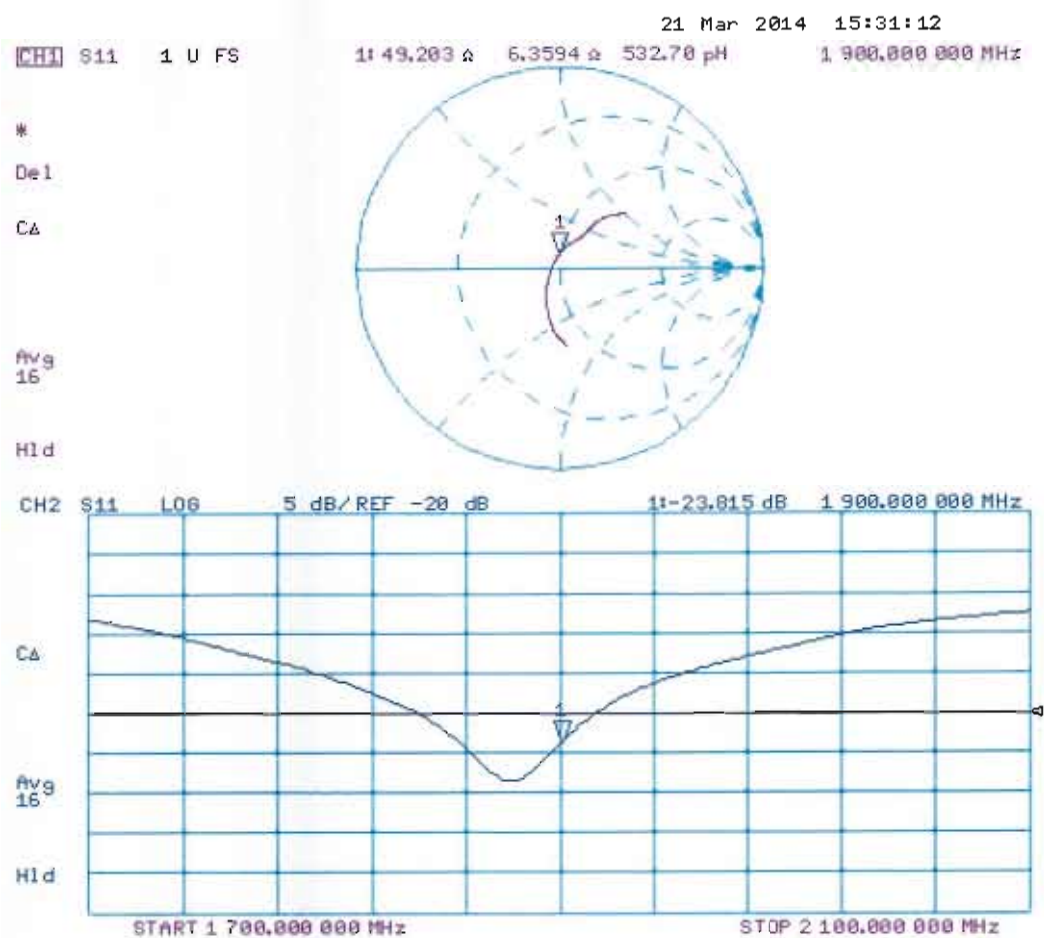 21 Mar 2014 15:31:12
CH1 S11 1 U FS 1: 49.203 Ω 6.3594 Ω 532.70 pH 1 900.000 000 MHz
*
Del
CΔ
1
Avg
16
Hld
CH2 S11 LOG 5 dB/ REF -20 dB 1:-23.815 dB 1 900.000 000 MHz
CΔ
1
Avg
16
Hld
START 1 700.000 000 MHz STOP 2 100.000 000 MHz